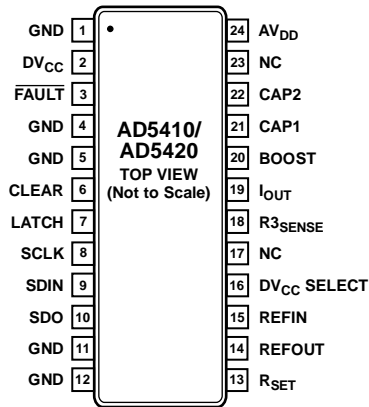 GND 1
DVCC 2
FAULT 3
GND 4
GND 5
CLEAR 6
LATCH 7
SCLK 8
SDIN 9
SDO 10
GND 11
GND 12
AD5410/
AD5420
TOP VIEW
(Not to Scale)
24 AVDD
23 NC
22 CAP2
21 CAP1
20 BOOST
19 IOUT
18 R3SENSE
17 NC
16 DVCC SELECT
15 REFIN
14 REFOUT
13 RSET